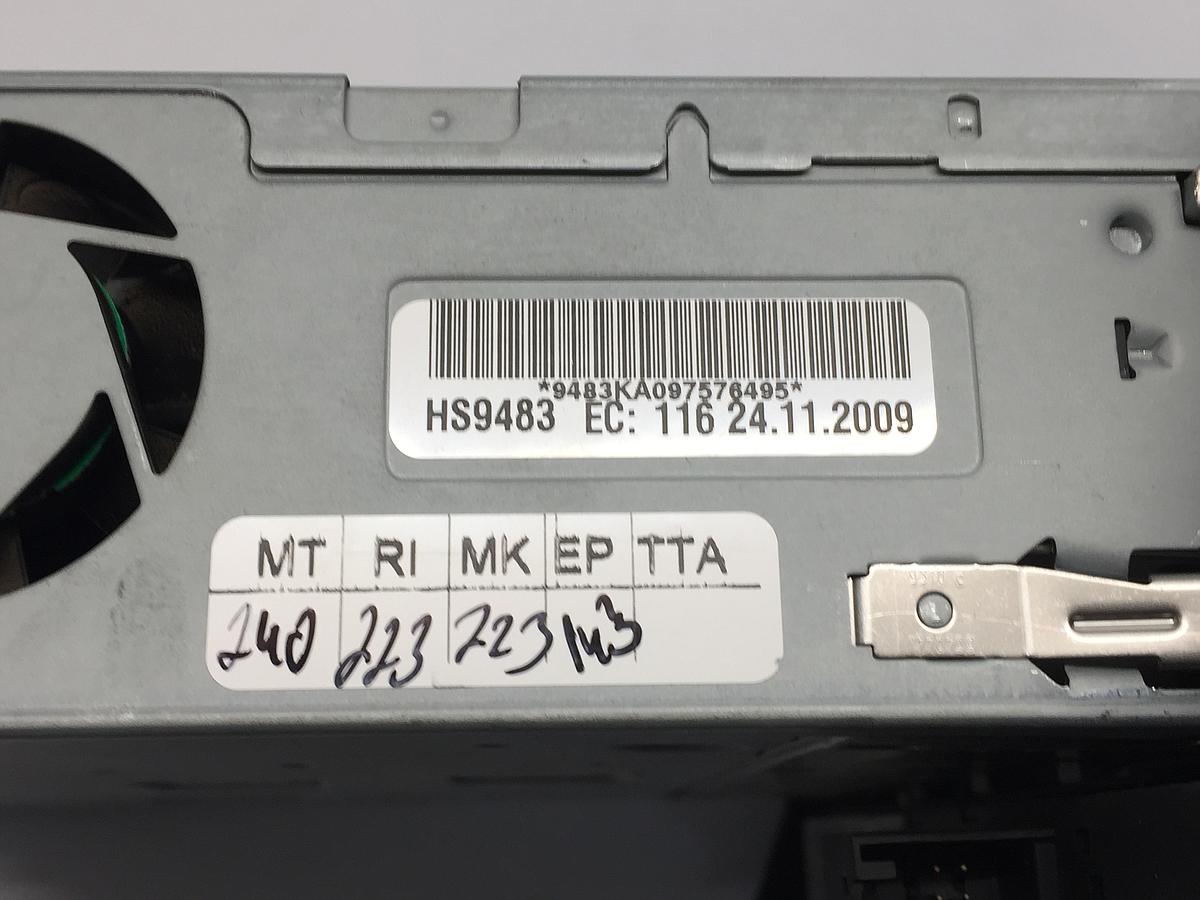 *9483KA097576495*
HS9483 EC: 116 24.11.2009
MT RI MK EP TTA
240 223 223 143